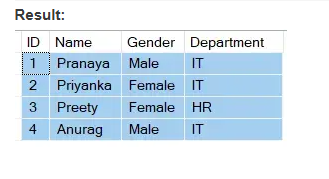 Result:
ID Name Gender Department
1 Pranaya Male IT
2 Priyanka Female IT
3 Preety Female HR
4 Anurag Male IT